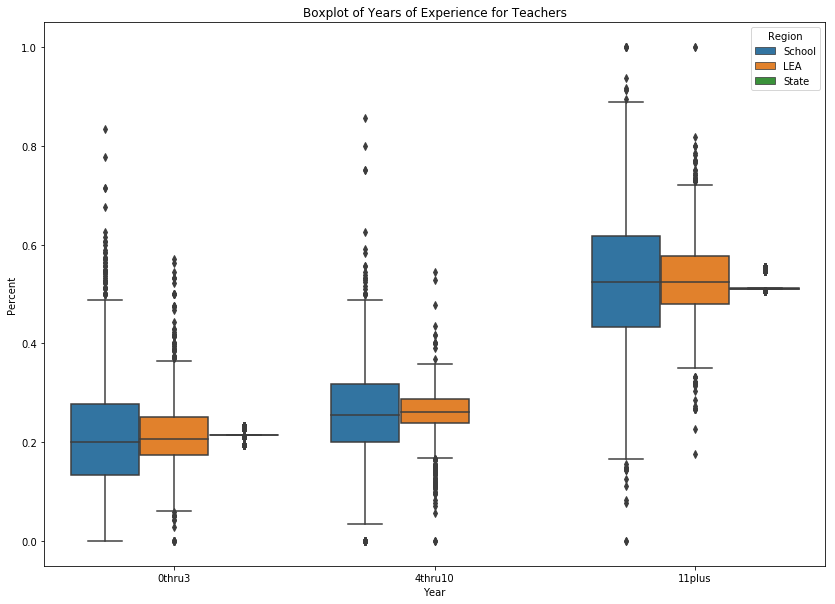 Boxplot of Years of Experience for Teachers
Region
School
LEA
State
Percent
1.0
0.8
0.6
0.4
0.2
0.0
0thru3 4thru10 11plus
Year